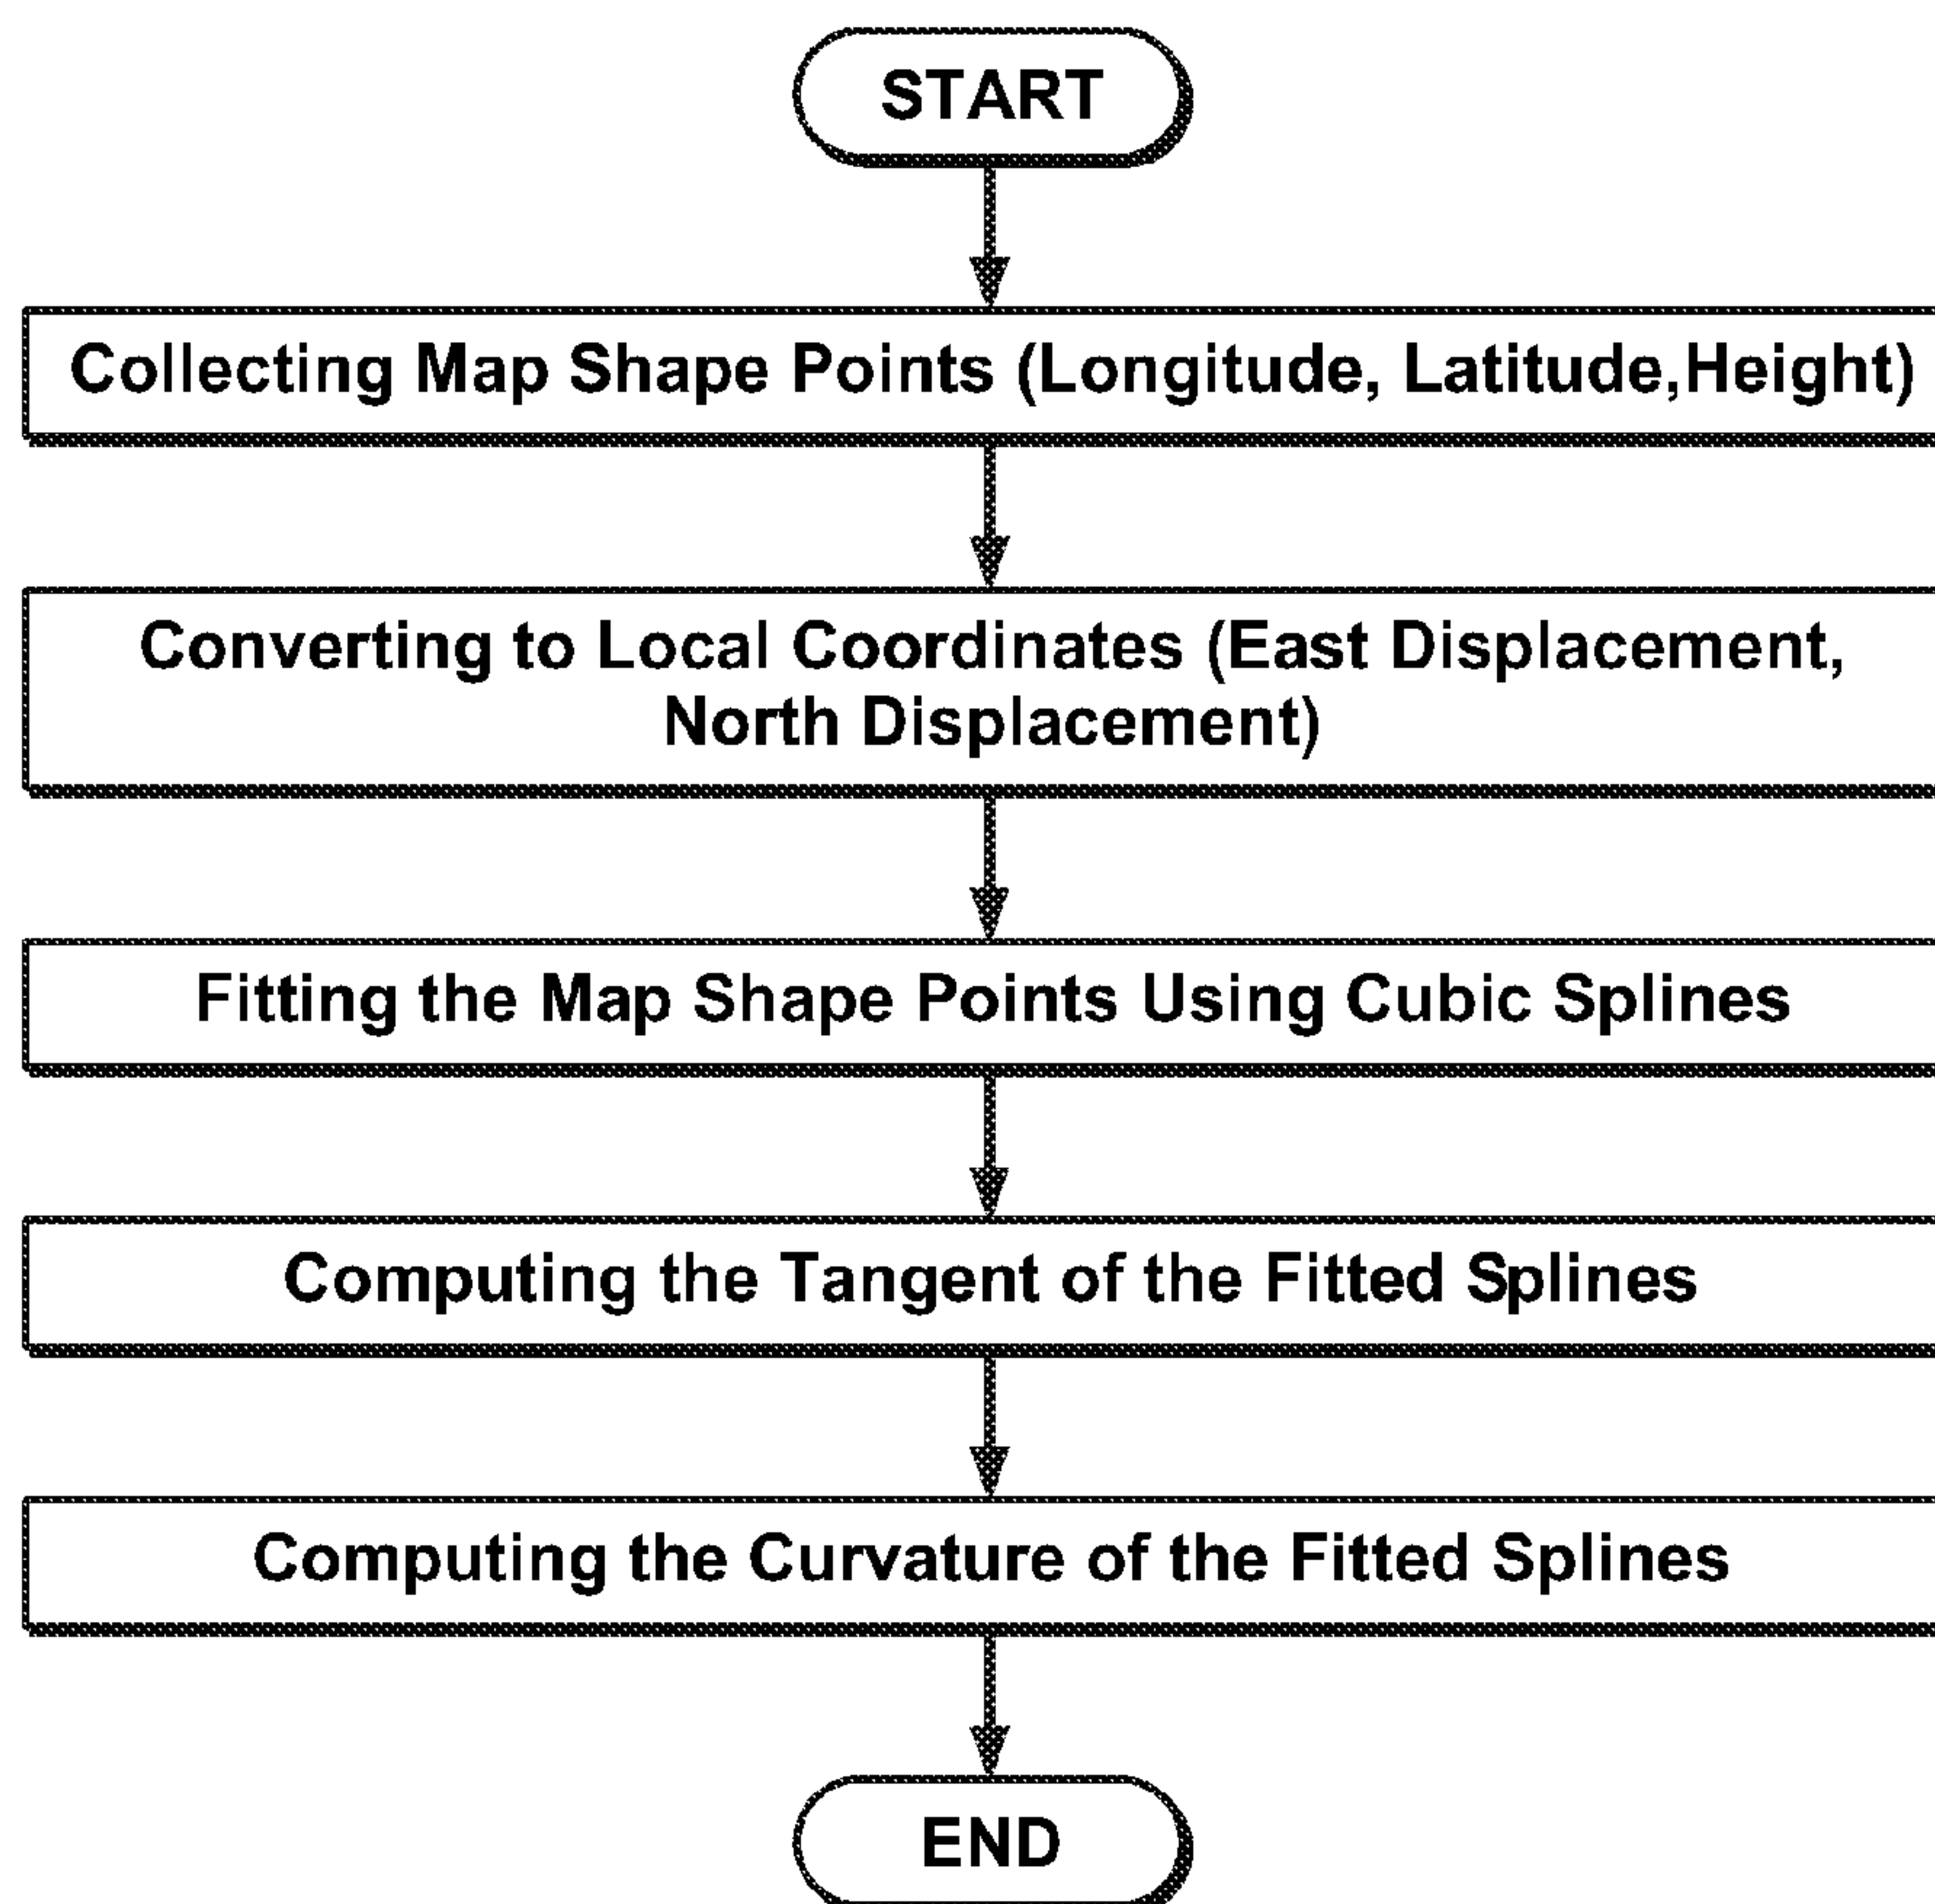 START
Collecting Map Shape Points (Longitude, Latitude,Height)
Converting to Local Coordinates (East Displacement,
North Displacement)
Fitting the Map Shape Points Using Cubic Splines
Computing the Tangent of the Fitted Splines
Computing the Curvature of the Fitted Splines
END